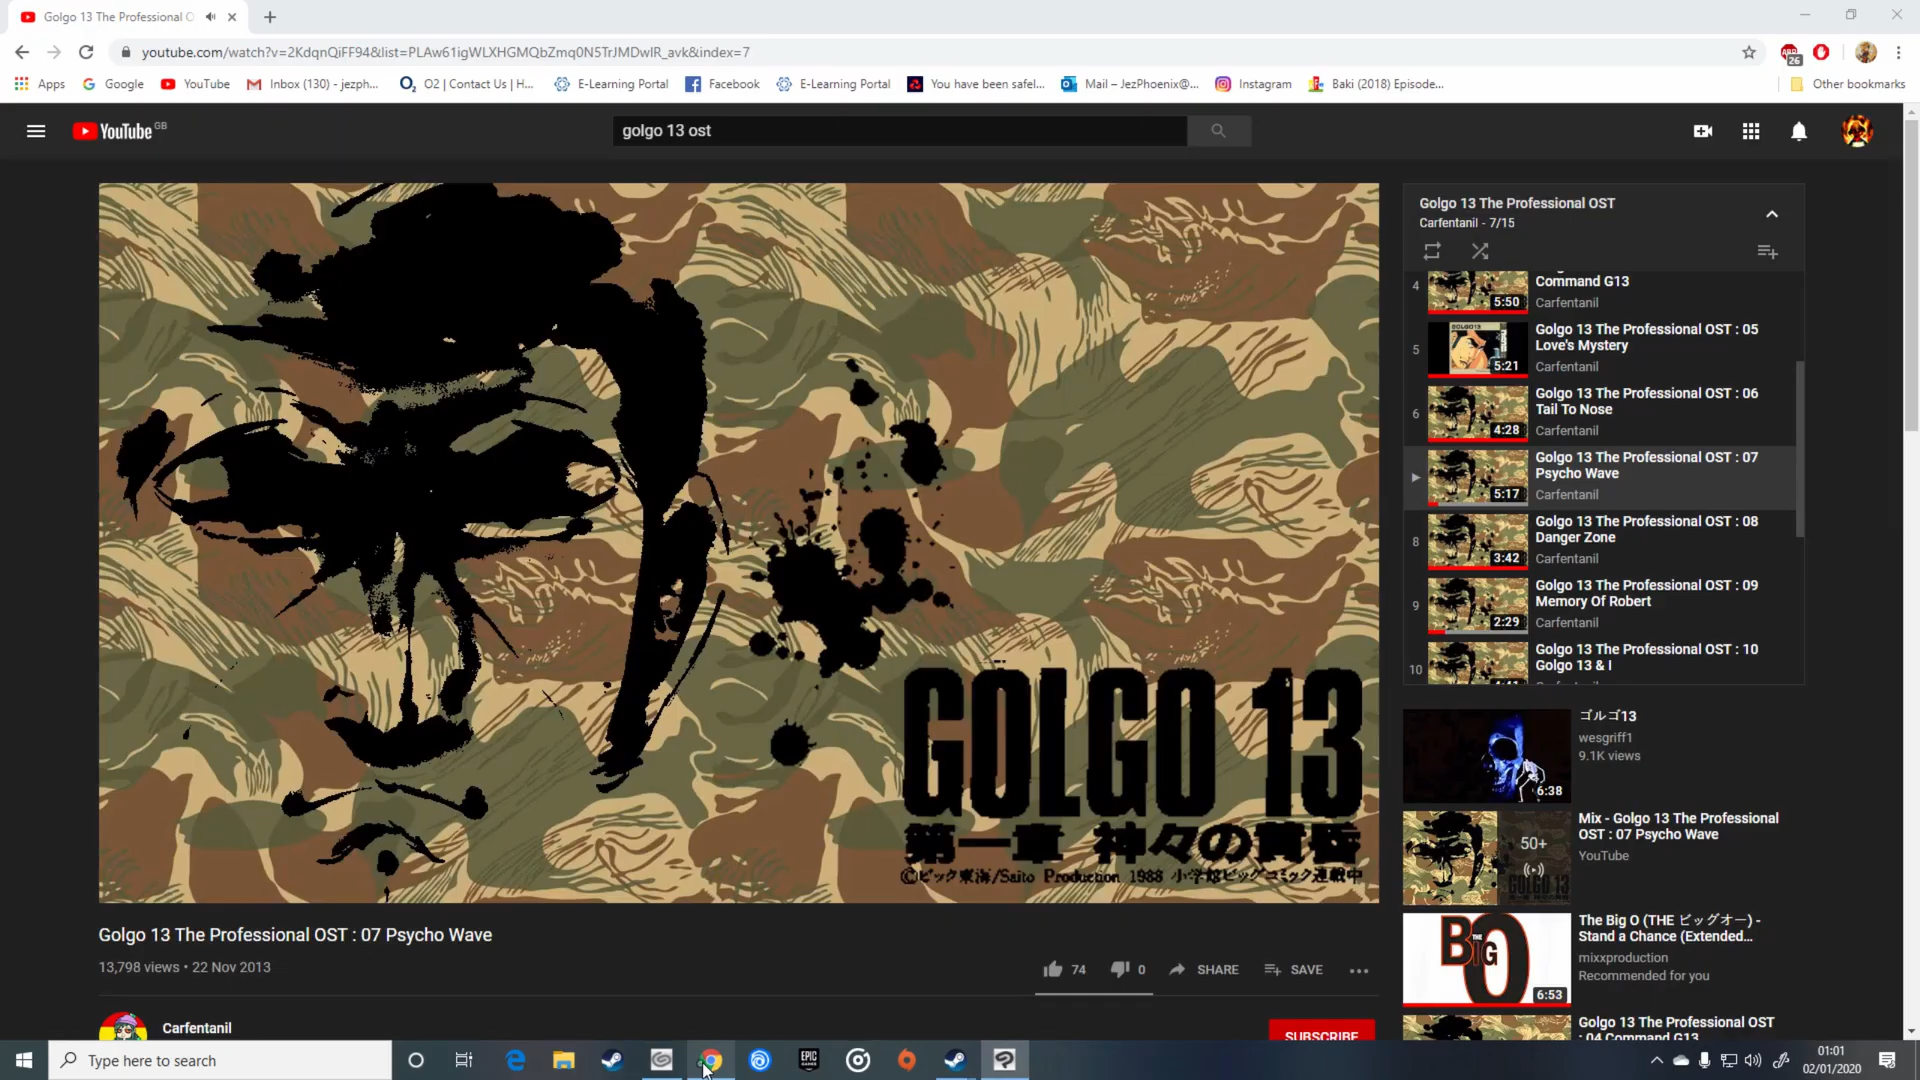 Golgo 13 The Professional O
youtube.com/watch?v=2KdqnQiFF94&list=PLAw61igWLXHGMQbZmq0N5TrJMDwIR_avk&index=7
26
Apps
Google
YouTube
Inbox (130) - jezph...
O2 | Contact Us | H...
E-Learning Portal
Facebook
E-Learning Portal
You have been safel...
Mail – JezPhoenix@...
Instagram
Baki (2018) Episode...
Other bookmarks
YouTube GB
golgo 13 ost
GOLGO 13
第一章 神々の黄昏
©ビック東海/Saito Production 1988 小学館ビッグコミック連載中
Golgo 13 The Professional OST : 07 Psycho Wave
13,798 views • 22 Nov 2013
74
0
SHARE
SAVE
Carfentanil
SUBSCRIBE
Golgo 13 The Professional OST
Carfentanil - 7/15
4
5:50
Command G13
Carfentanil
5
GOLGO13
5:21
Golgo 13 The Professional OST : 05
Love's Mystery
Carfentanil
6
4:28
Golgo 13 The Professional OST : 06
Tail To Nose
Carfentanil
5:17
Golgo 13 The Professional OST : 07
Psycho Wave
Carfentanil
8
3:42
Golgo 13 The Professional OST : 08
Danger Zone
Carfentanil
9
2:29
Golgo 13 The Professional OST : 09
Memory Of Robert
Carfentanil
10
Golgo 13 The Professional OST : 10
Golgo 13 & I
6:38
ゴルゴ13
wesgriff1
9.1K views
50+
Mix - Golgo 13 The Professional
OST : 07 Psycho Wave
YouTube
THE BIG O
6:53
The Big O (THE ビッグオー) -
Stand a Chance (Extended...
mixxproduction
Recommended for you
Golgo 13 The Professional OST
: 04 Command G13
Type here to search
EPIC GAMES
01:01
02/01/2020